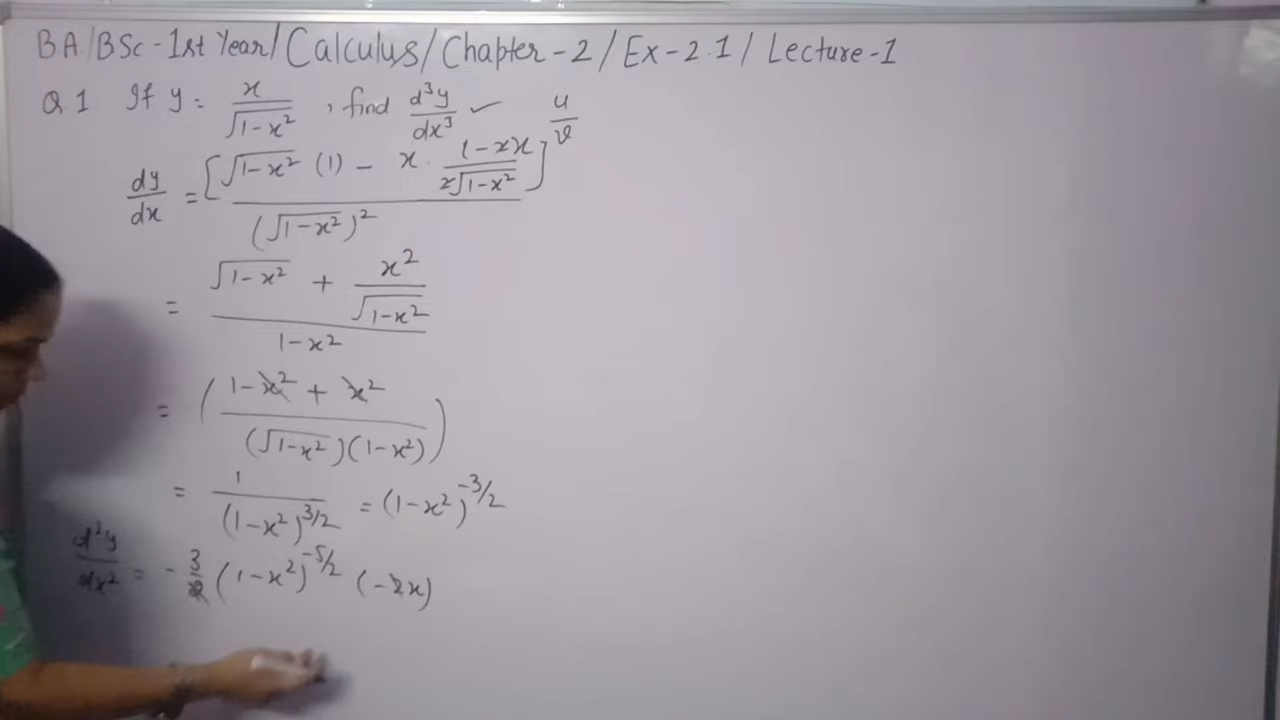 BA/BSc-1st Year/Calculus/Chapter-2/Ex-2.1/Lecture-1
Q 1 If y = x/√(1-x²), find d³y/dx³ ✓ u/v
dy/dx = [√(1-x²) (1) - x · (-2x)/(2√(1-x²))]/(√(1-x²))²
= (√(1-x²) + x²/√(1-x²))/(1-x²)
= ((1-x² + x²)/((√(1-x²))(1-x²)))
= 1/(1-x²)^(3/2) = (1-x²)^(-3/2)
d²y/dx² = -3/2 (1-x²)^(-5/2) (-2x)